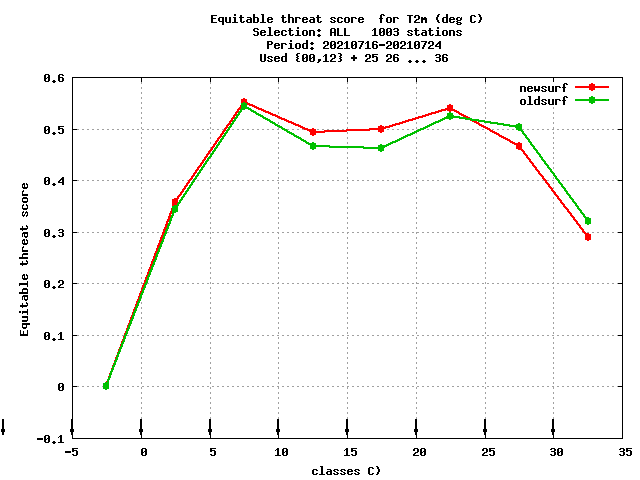 Equitable threat score  for T2m (deg C)
Selection: ALL   1003 stations
Period: 20210716-20210724
Used {00,12} + 25 26 ... 36
newsurf
oldsurf
Equitable threat score
0.6
0.5
0.4
0.3
0.2
0.1
0
-0.1
-5 0 5 10 15 20 25 30 35
classes C)